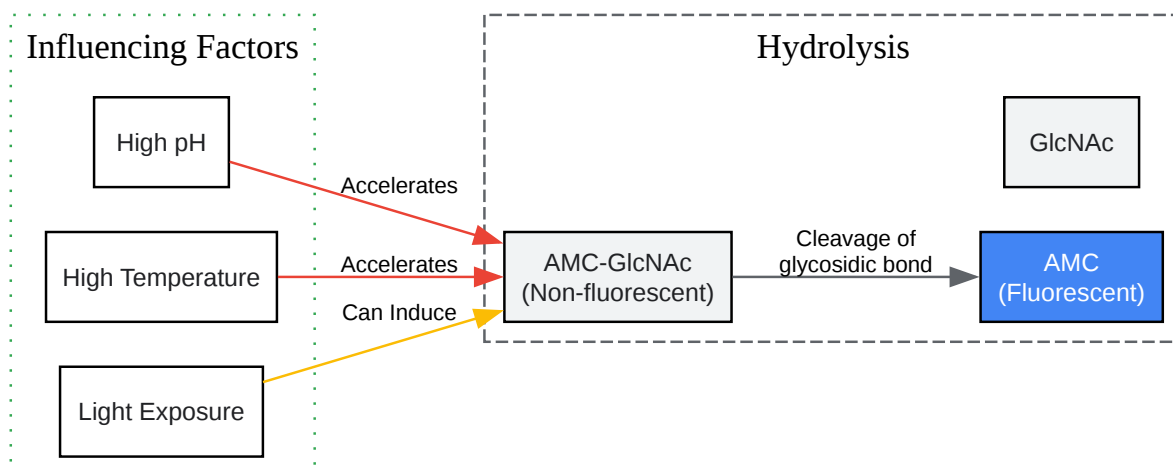 Influencing Factors
High pH
High Temperature
Light Exposure
Accelerates
Accelerates
Can Induce
Hydrolysis
GlcNAc
AMC-GlcNAc
(Non-fluorescent)
Cleavage of
glycosidic bond
AMC
(Fluorescent)